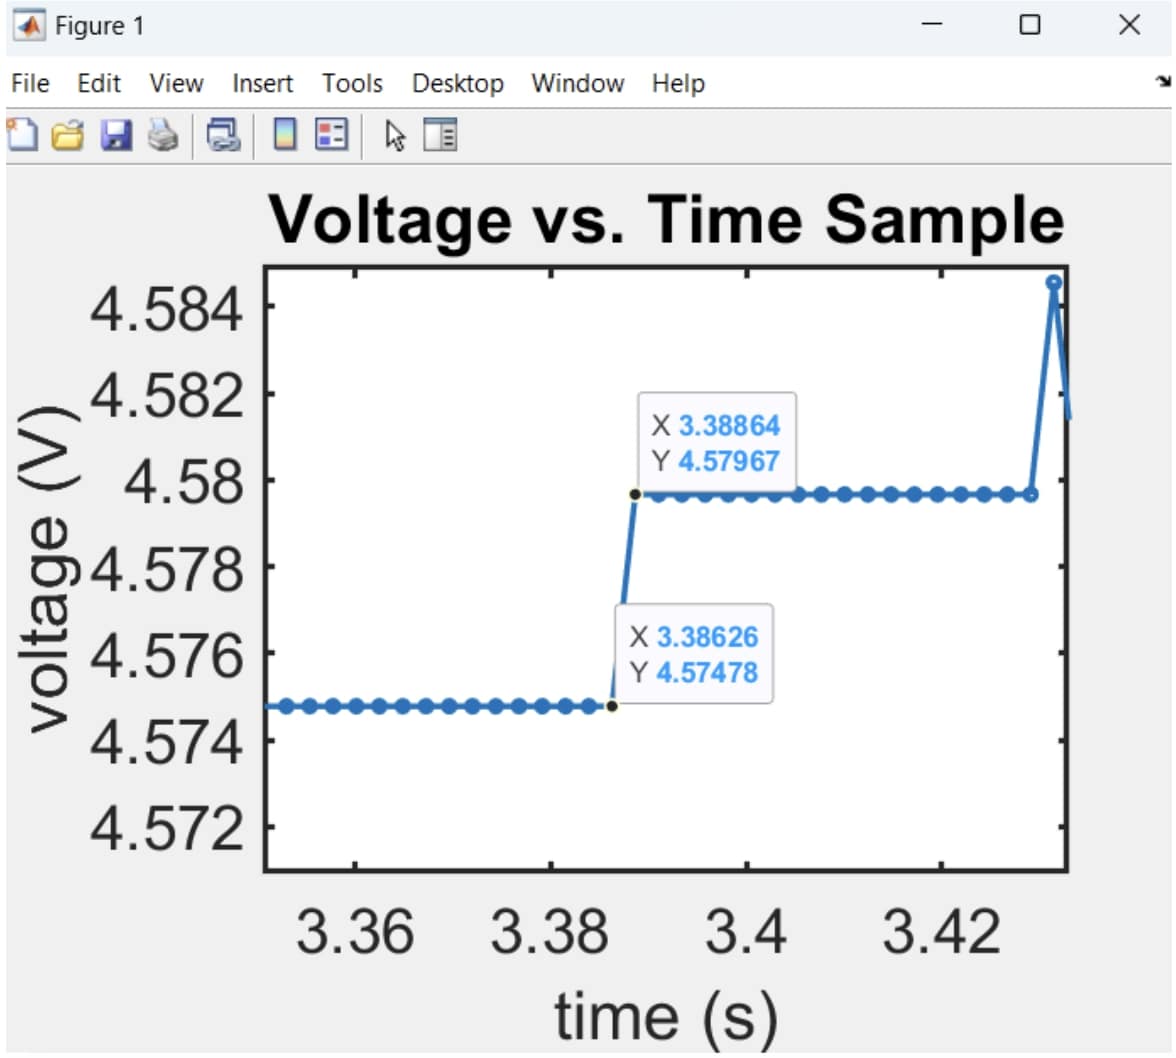 Figure 1
File Edit View Insert Tools Desktop Window Help
Voltage vs. Time Sample
4.584
4.582
4.58
4.578
4.576
4.574
4.572
voltage (V)
X 3.38864
Y 4.57967
X 3.38626
Y 4.57478
3.36 3.38 3.4 3.42
time (s)